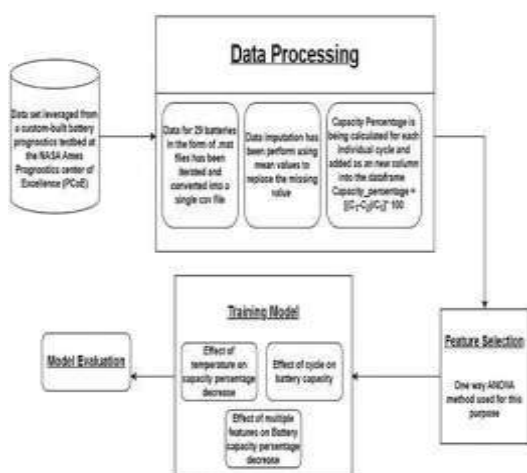 Data Processing
Data set leveraged from
a custom-built battery
prognostics testbed at
the NASA Ames
Prognostics center of
Excellence (PCoE)
Data for 29 batteries
in the form of .mat
files has been
iterated and
converted into a
single csv file
Data imputation has
been perform using
mean values to
replace the missing
value
Capacity Percentage is
being calculated for each
individual cycle and
added as an new column
into the dataframe
Capacity_percentage =
100
Training Model
Effect of
temperature on
capacity percentage
decrease
Effect of cycle on
battery capacity
Effect of multiple
features on Battery
capacity percentage
decrease
Model Evaluation
Feature Selection
One way ANOVA
method used for this
purpose